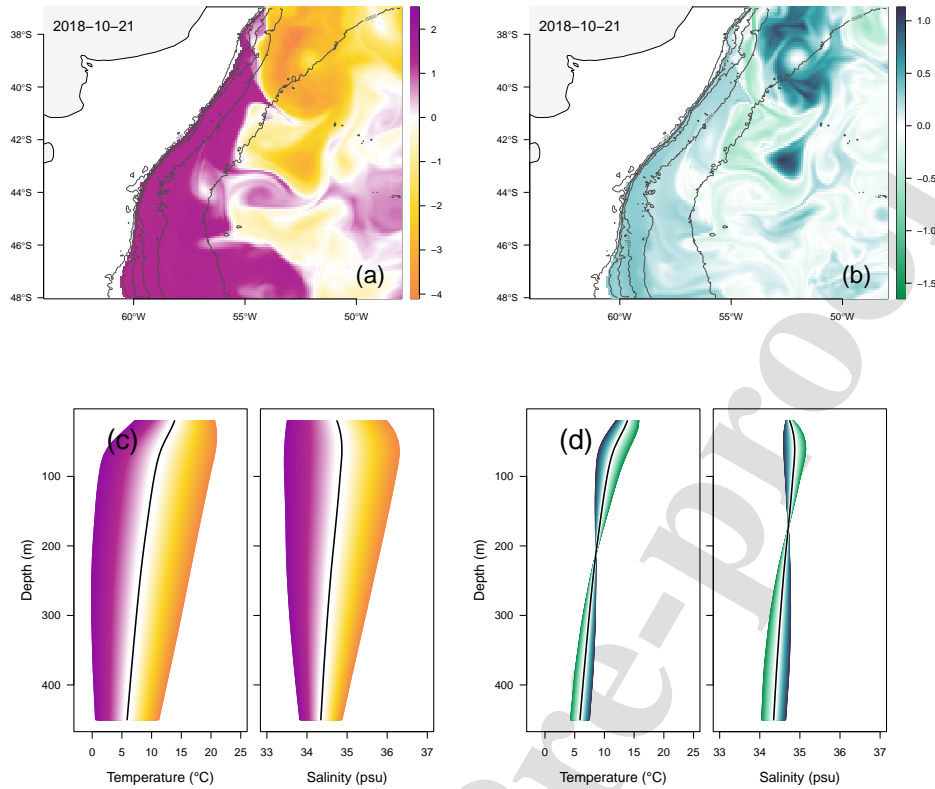 2018−10−21
38°S
40°S
42°S
44°S
46°S
48°S
60°W
55°W
50°W
2
1
0
−1
−2
−3
−4
(a)
2018−10−21
38°S
40°S
42°S
44°S
46°S
48°S
60°W
55°W
50°W
1.0
0.5
0.0
−0.5
−1.0
−1.5
(b)
(c)
Depth (m)
100
200
300
400
0 5 10 15 20 25
Temperature (°C)
33 34 35 36 37
Salinity (psu)
(d)
Depth (m)
100
200
300
400
0 5 10 15 20 25
Temperature (°C)
33 34 35 36 37
Salinity (psu)